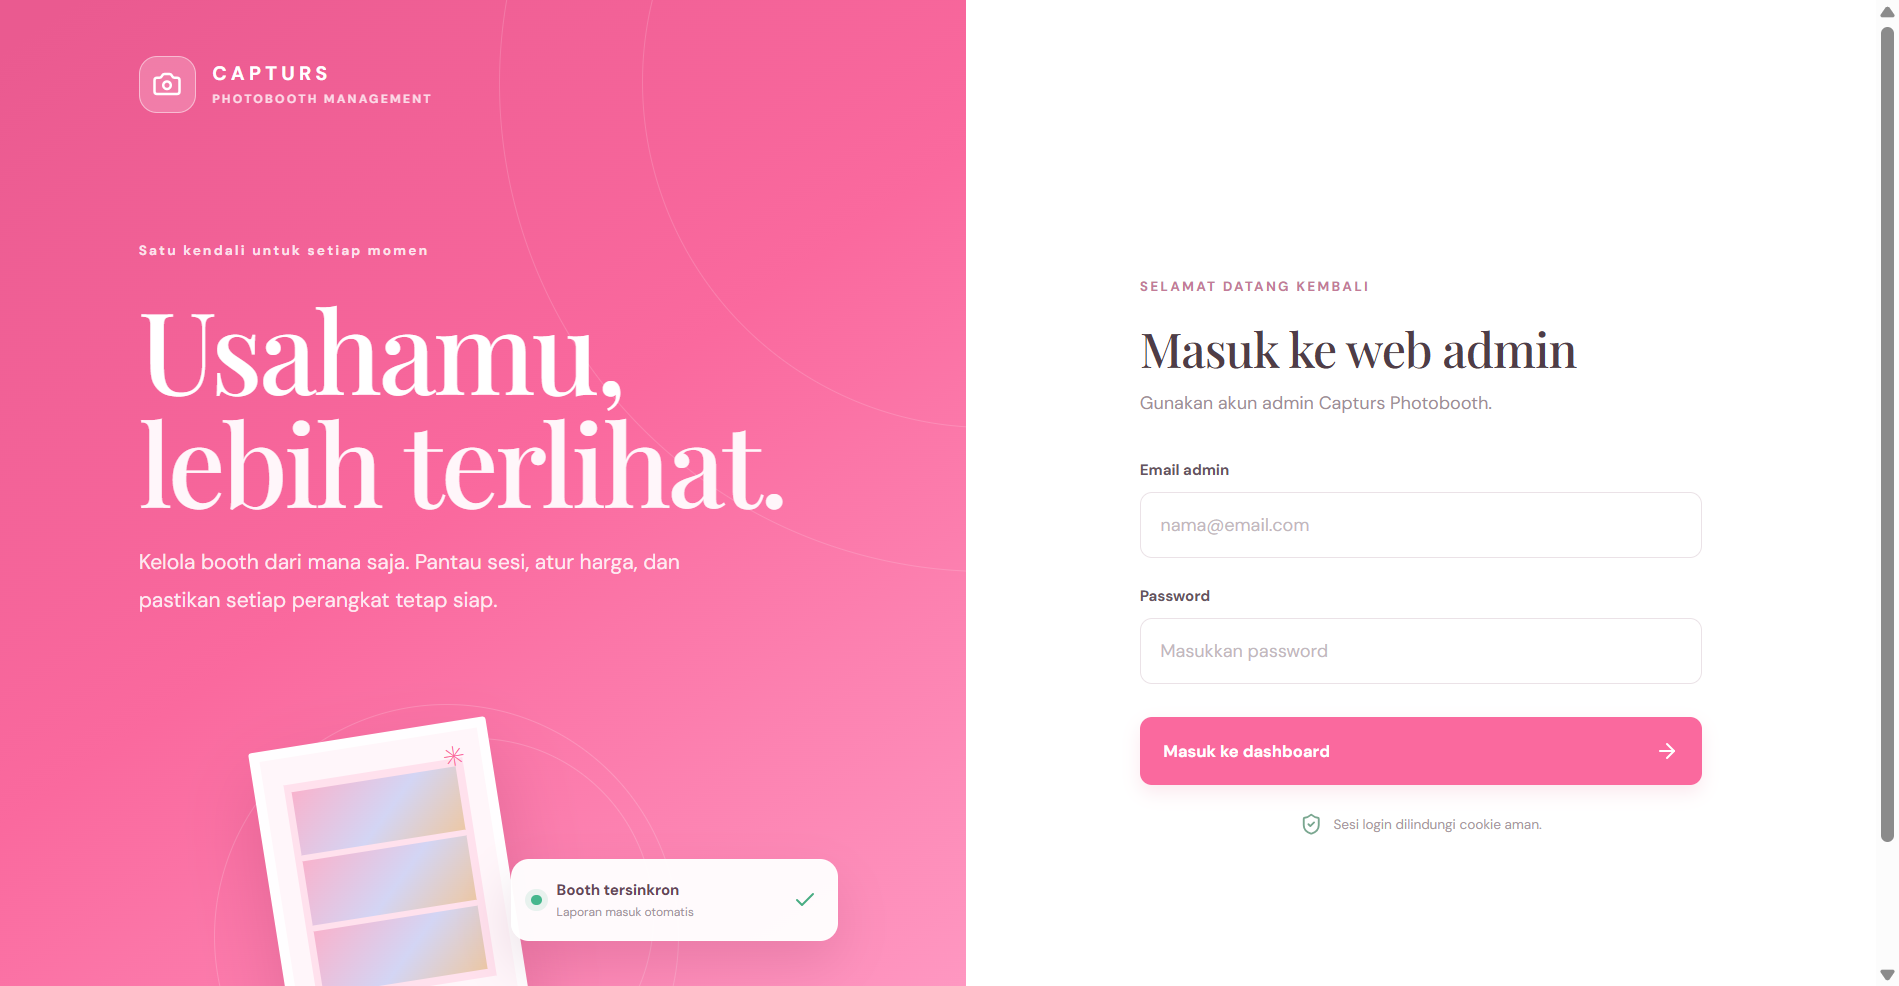 CAPTURS
PHOTOBOOTH MANAGEMENT
Satu kendali untuk setiap momen
Usahamu,
lebih terlihat.
Kelola booth dari mana saja. Pantau sesi, atur harga, dan
pastikan setiap perangkat tetap siap.
Booth tersinkron
Laporan masuk otomatis
SELAMAT DATANG KEMBALI
Masuk ke web admin
Gunakan akun admin Capturs Photobooth.
Email admin
nama@email.com
Password
Masukkan password
Masuk ke dashboard
Sesi login dilindungi cookie aman.